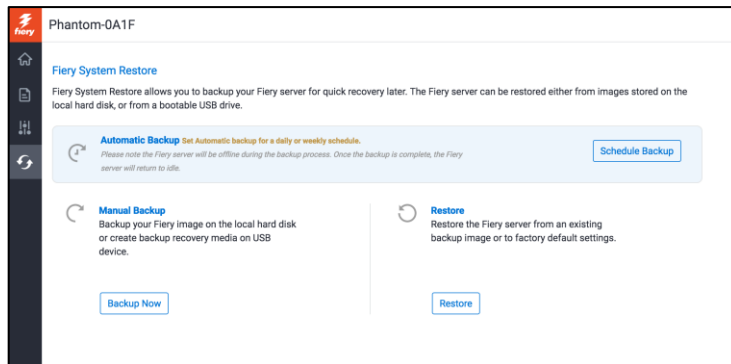 fiery
Phantom-0A1F
Fiery System Restore
Fiery System Restore allows you to backup your Fiery server for quick recovery later. The Fiery server can be restored either from images stored on the
local hard disk, or from a bootable USB drive.
Automatic Backup Set Automatic backup for a daily or weekly schedule.
Please note the Fiery server will be offline during the backup process. Once the backup is complete, the Fiery
server will return to idle.
Schedule Backup
Manual Backup
Backup your Fiery image on the local hard disk
or create backup recovery media on USB
device.
Backup Now
Restore
Restore the Fiery server from an existing
backup image or to factory default settings.
Restore